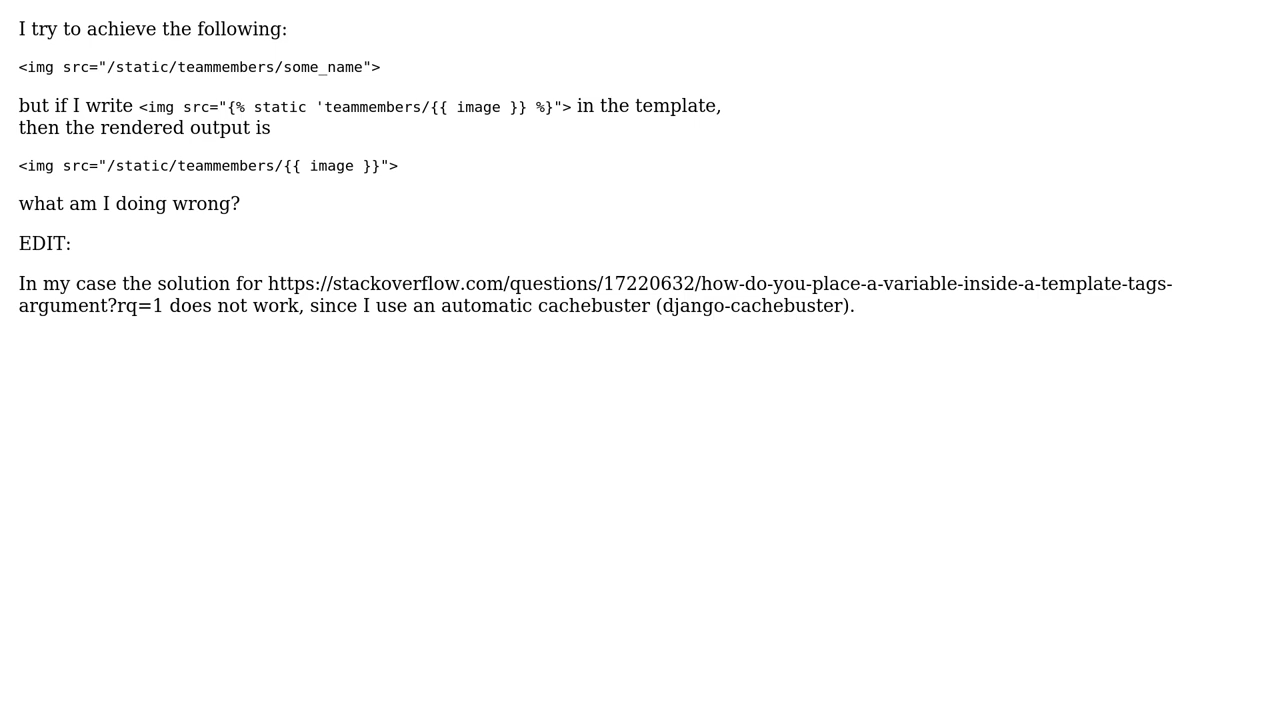 I try to achieve the following:
<img src="/static/teammembers/some_name">
but if I write <img src="{% static 'teammembers/{{ image }} %}"> in the template,
then the rendered output is
<img src="/static/teammembers/{{ image }}">
what am I doing wrong?
EDIT:
In my case the solution for https://stackoverflow.com/questions/17220632/how-do-you-place-a-variable-inside-a-template-tags-
argument?rq=1 does not work, since I use an automatic cachebuster (django-cachebuster).